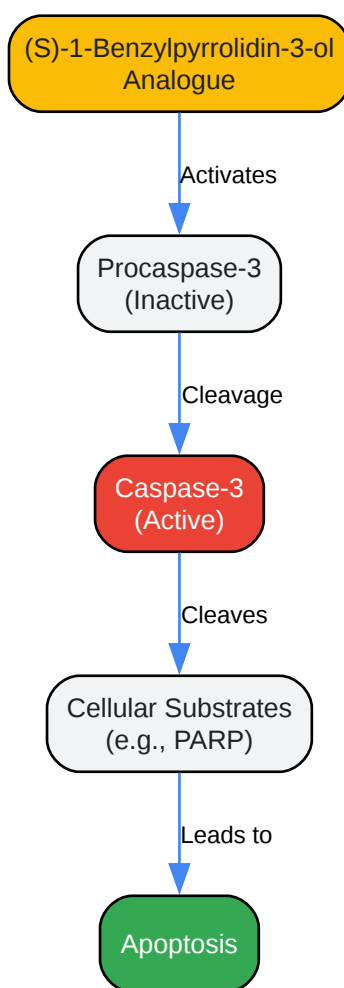 (S)-1-Benzylpyrrolidin-3-ol
Analogue
Activates
Procaspase-3
(Inactive)
Cleavage
Caspase-3
(Active)
Cleaves
Cellular Substrates
(e.g., PARP)
Leads to
Apoptosis